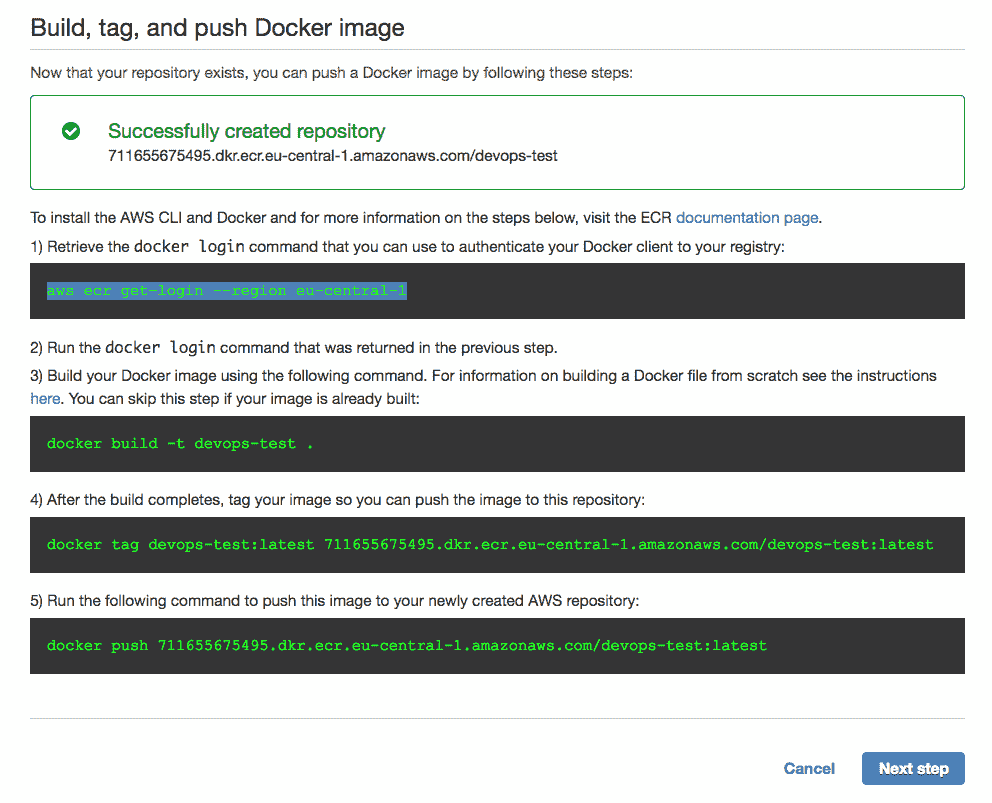 Build, tag, and push Docker image
Now that your repository exists, you can push a Docker image by following these steps:
Successfully created repository
711655675495.dkr.ecr.eu-central-1.amazonaws.com/devops-test
To install the AWS CLI and Docker and for more information on the steps below, visit the ECR documentation page.
1) Retrieve the docker login command that you can use to authenticate your Docker client to your registry:
aws ecr get-login --region eu-central-1
2) Run the docker login command that was returned in the previous step.
3) Build your Docker image using the following command. For information on building a Docker file from scratch see the instructions
here. You can skip this step if your image is already built:
docker build -t devops-test .
4) After the build completes, tag your image so you can push the image to this repository:
docker tag devops-test:latest 711655675495.dkr.ecr.eu-central-1.amazonaws.com/devops-test:latest
5) Run the following command to push this image to your newly created AWS repository:
docker push 711655675495.dkr.ecr.eu-central-1.amazonaws.com/devops-test:latest
Cancel Next step